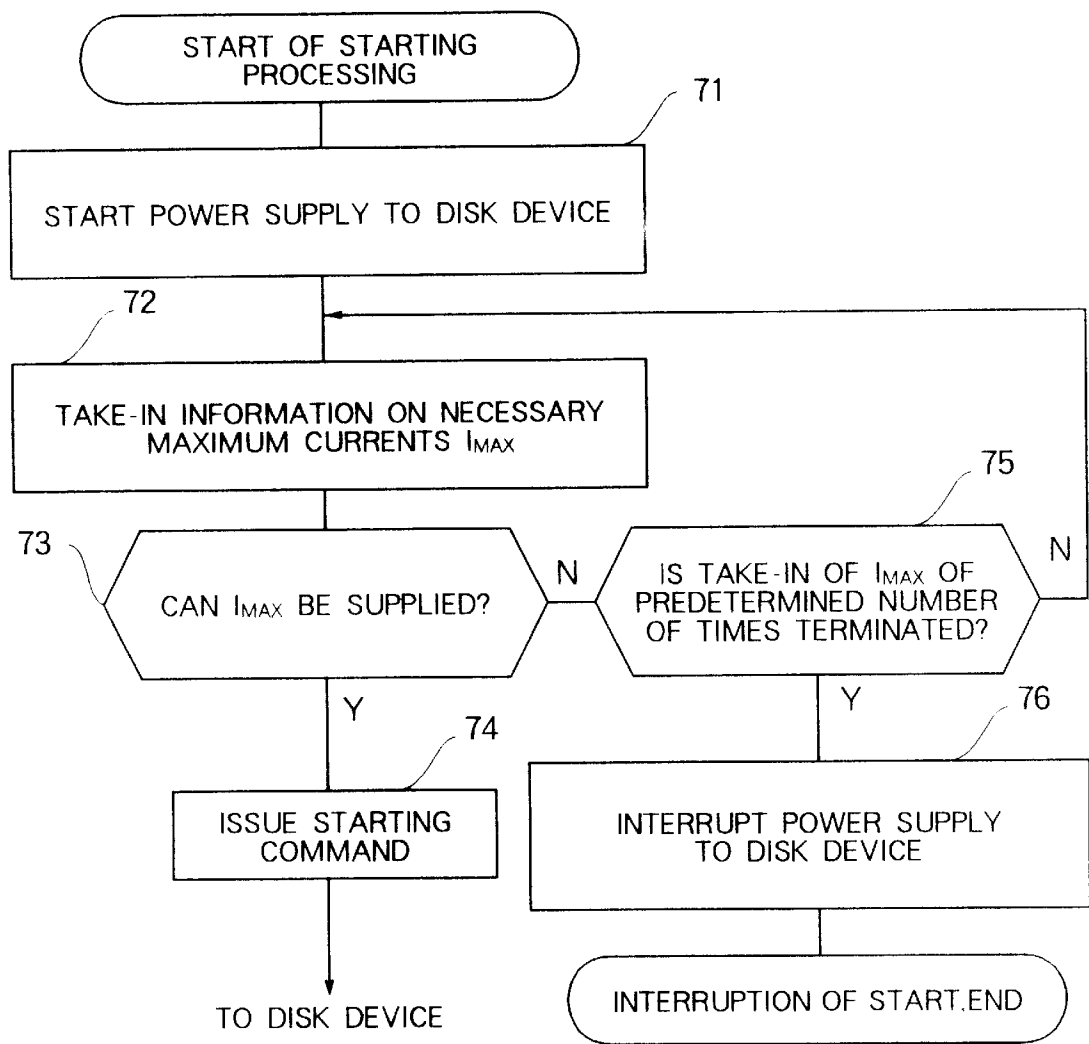 START OF STARTING
PROCESSING
71
START POWER SUPPLY TO DISK DEVICE
72
TAKE-IN INFORMATION ON NECESSARY
MAXIMUM CURRENTS IMAX
73
CAN IMAX BE SUPPLIED?
N
75
IS TAKE-IN OF IMAX OF
PREDETERMINED NUMBER
OF TIMES TERMINATED?
N
Y
74
ISSUE STARTING
COMMAND
TO DISK DEVICE
Y
76
INTERRUPT POWER SUPPLY
TO DISK DEVICE
INTERRUPTION OF START.END